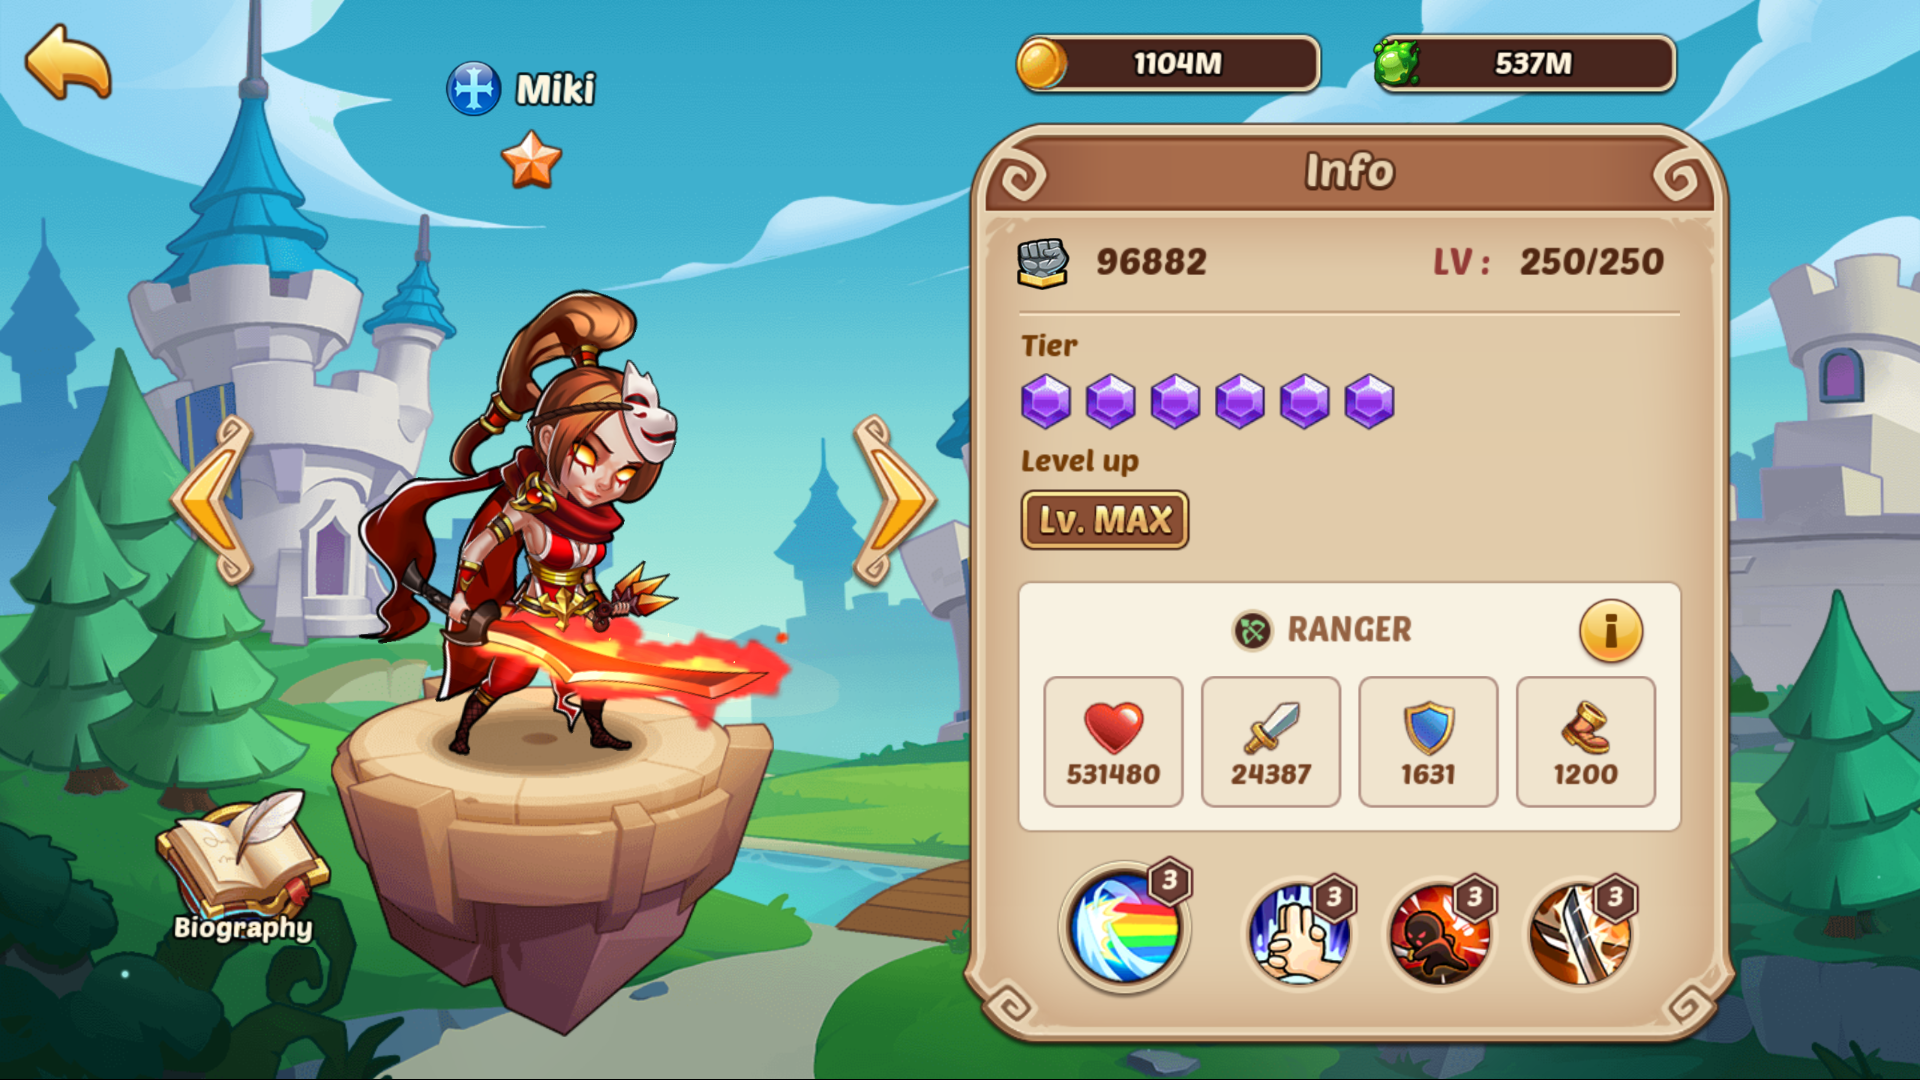 Miki
1104M
537M
Info
96882
LV : 250/250
Tier
Level up
Lv. MAX
RANGER
531480
24387
1631
1200
3
3
3
3
Biography